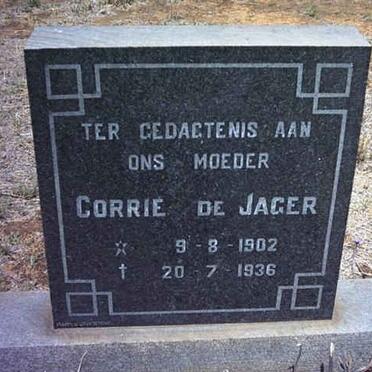 TER GEDAGTENIS AAN
ONS MOEDER
CORRIE DE JAGER
☆ 9-8-1902
† 20-7-1936